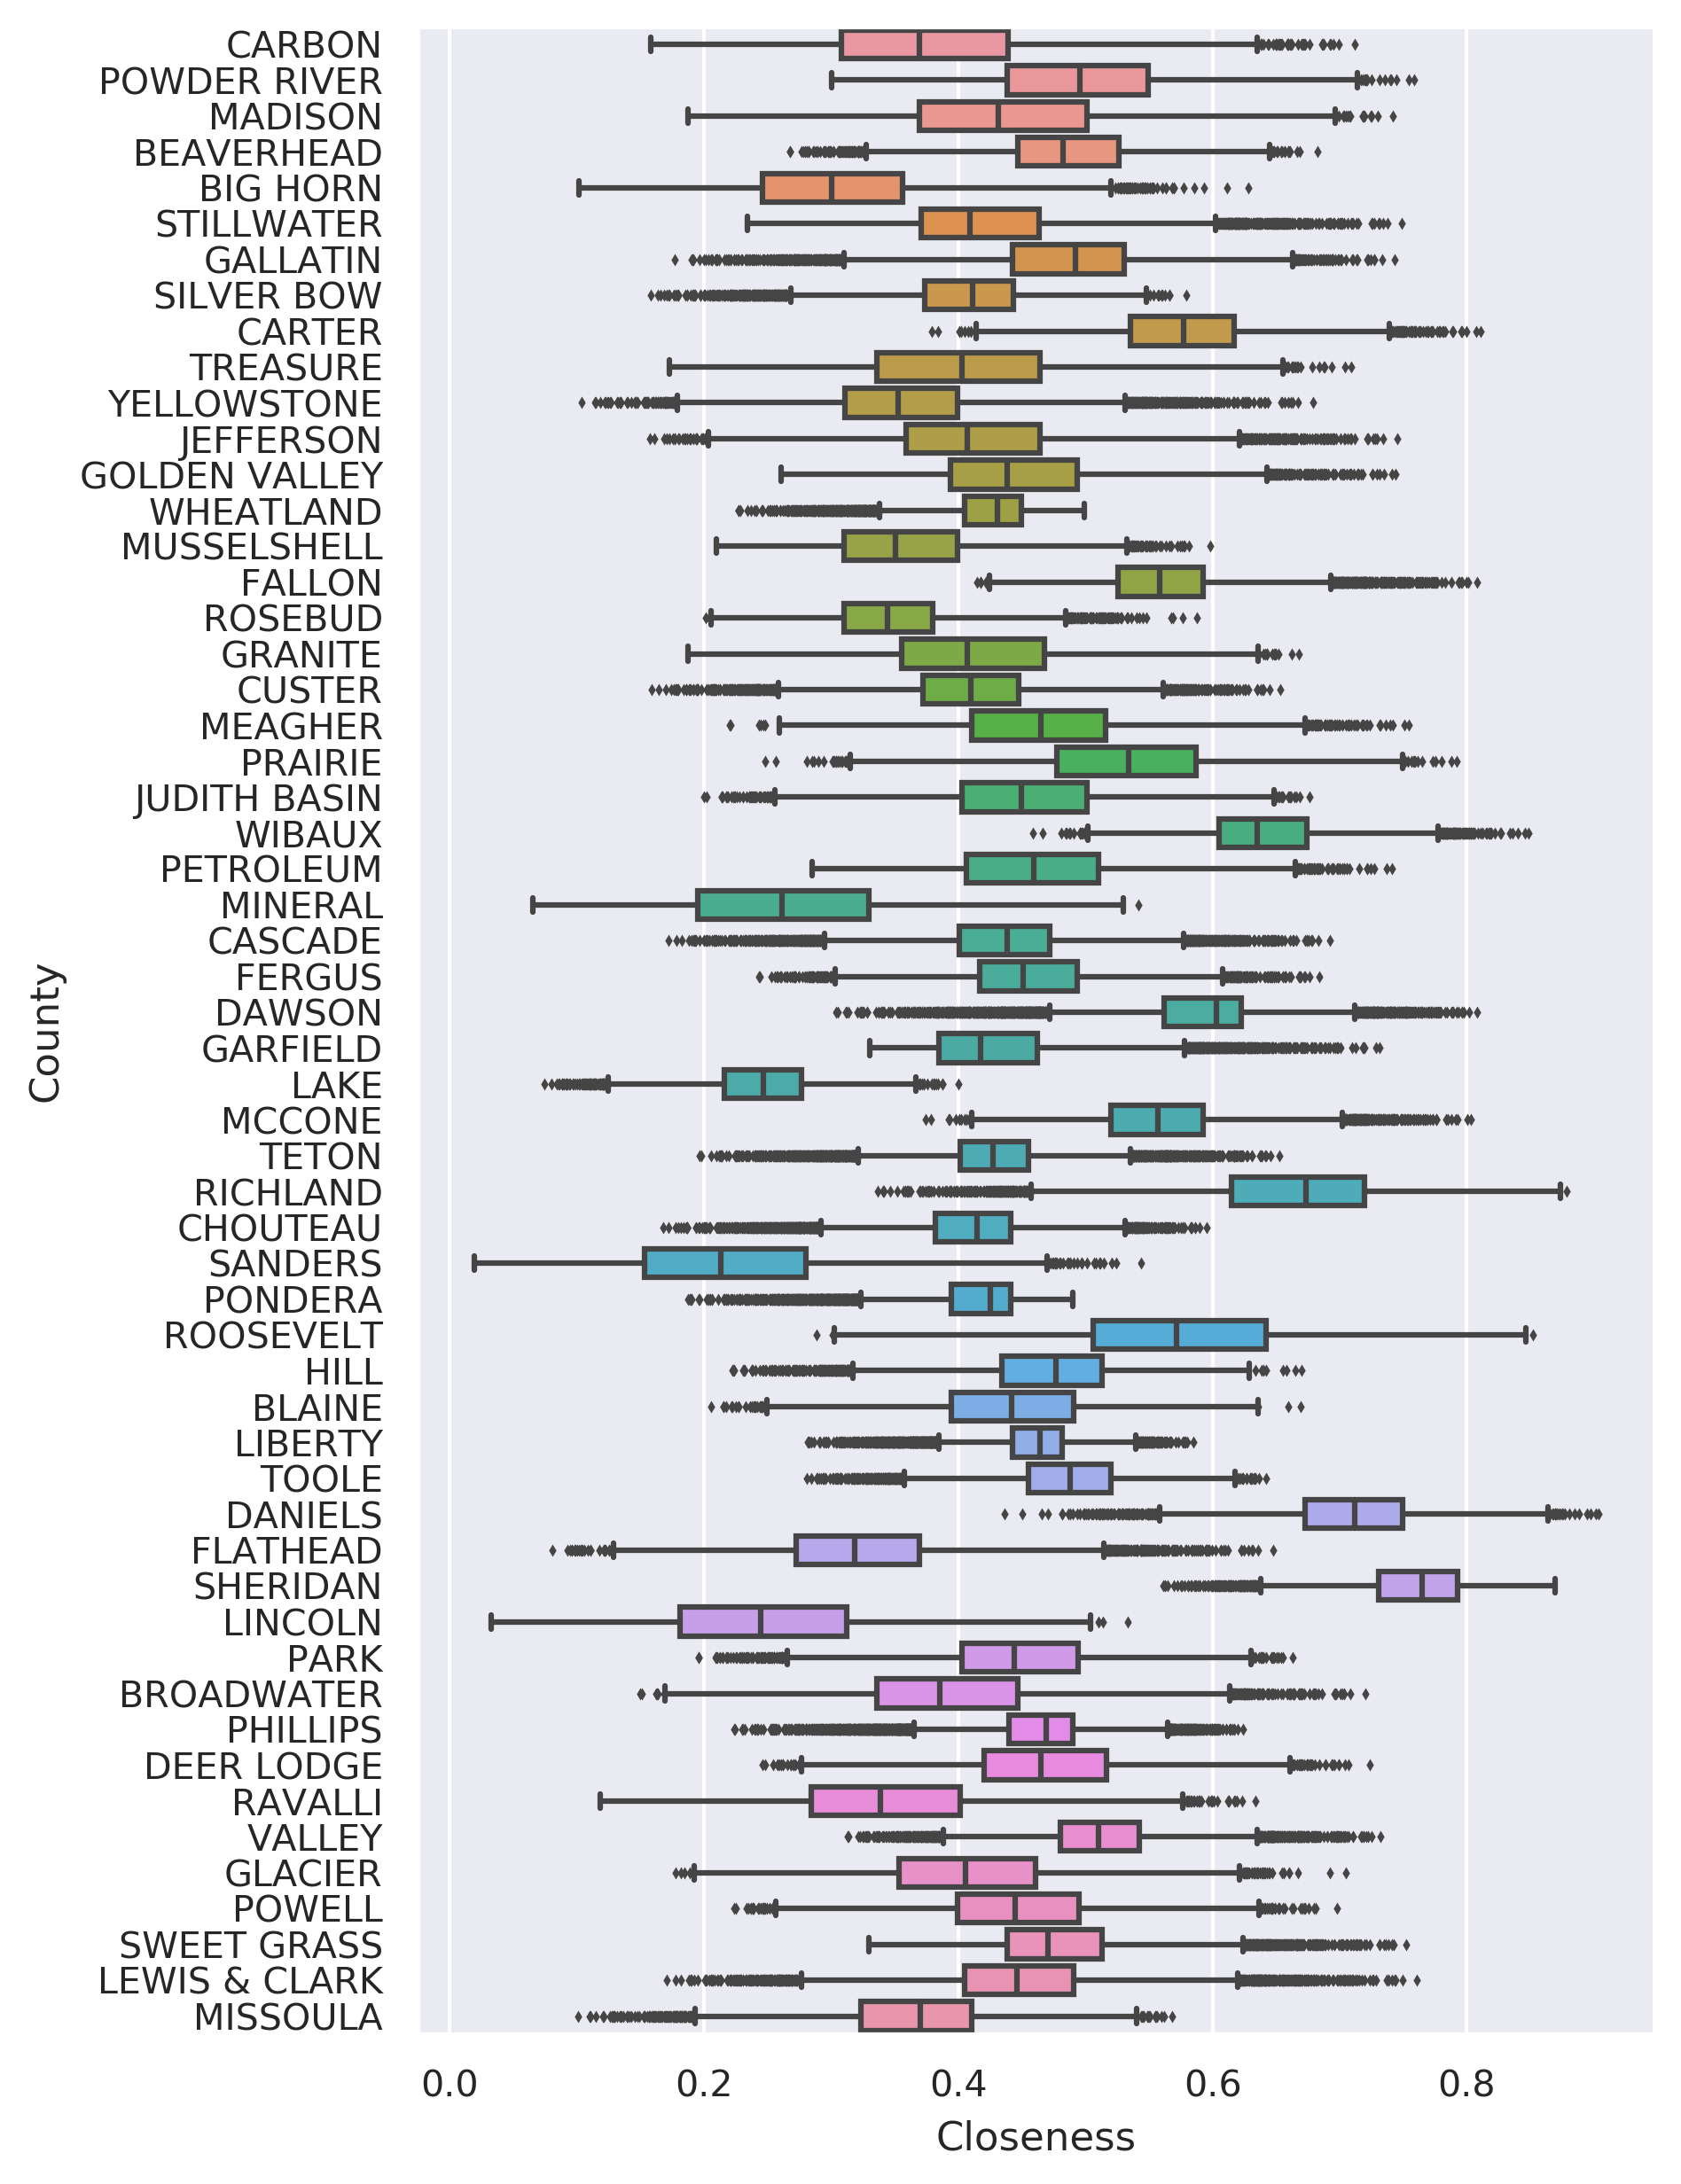 CARBON
POWDER RIVER
MADISON
BEAVERHEAD
BIG HORN
STILLWATER
GALLATIN
SILVER BOW
CARTER
TREASURE
YELLOWSTONE
JEFFERSON
GOLDEN VALLEY
WHEATLAND
MUSSELSHELL
FALLON
ROSEBUD
GRANITE
CUSTER
MEAGHER
PRAIRIE
JUDITH BASIN
WIBAUX
PETROLEUM
MINERAL
CASCADE
FERGUS
DAWSON
GARFIELD
LAKE
MCCONE
TETON
RICHLAND
CHOUTEAU
SANDERS
PONDERA
ROOSEVELT
HILL
BLAINE
LIBERTY
TOOLE
DANIELS
FLATHEAD
SHERIDAN
LINCOLN
PARK
BROADWATER
PHILLIPS
DEER LODGE
RAVALLI
VALLEY
GLACIER
POWELL
SWEET GRASS
LEWIS & CLARK
MISSOULA
County
0.0 0.2 0.4 0.6 0.8
Closeness